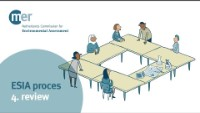 mer
Netherlands Commission for
Environmental Assessment
ESIA proces
4. review